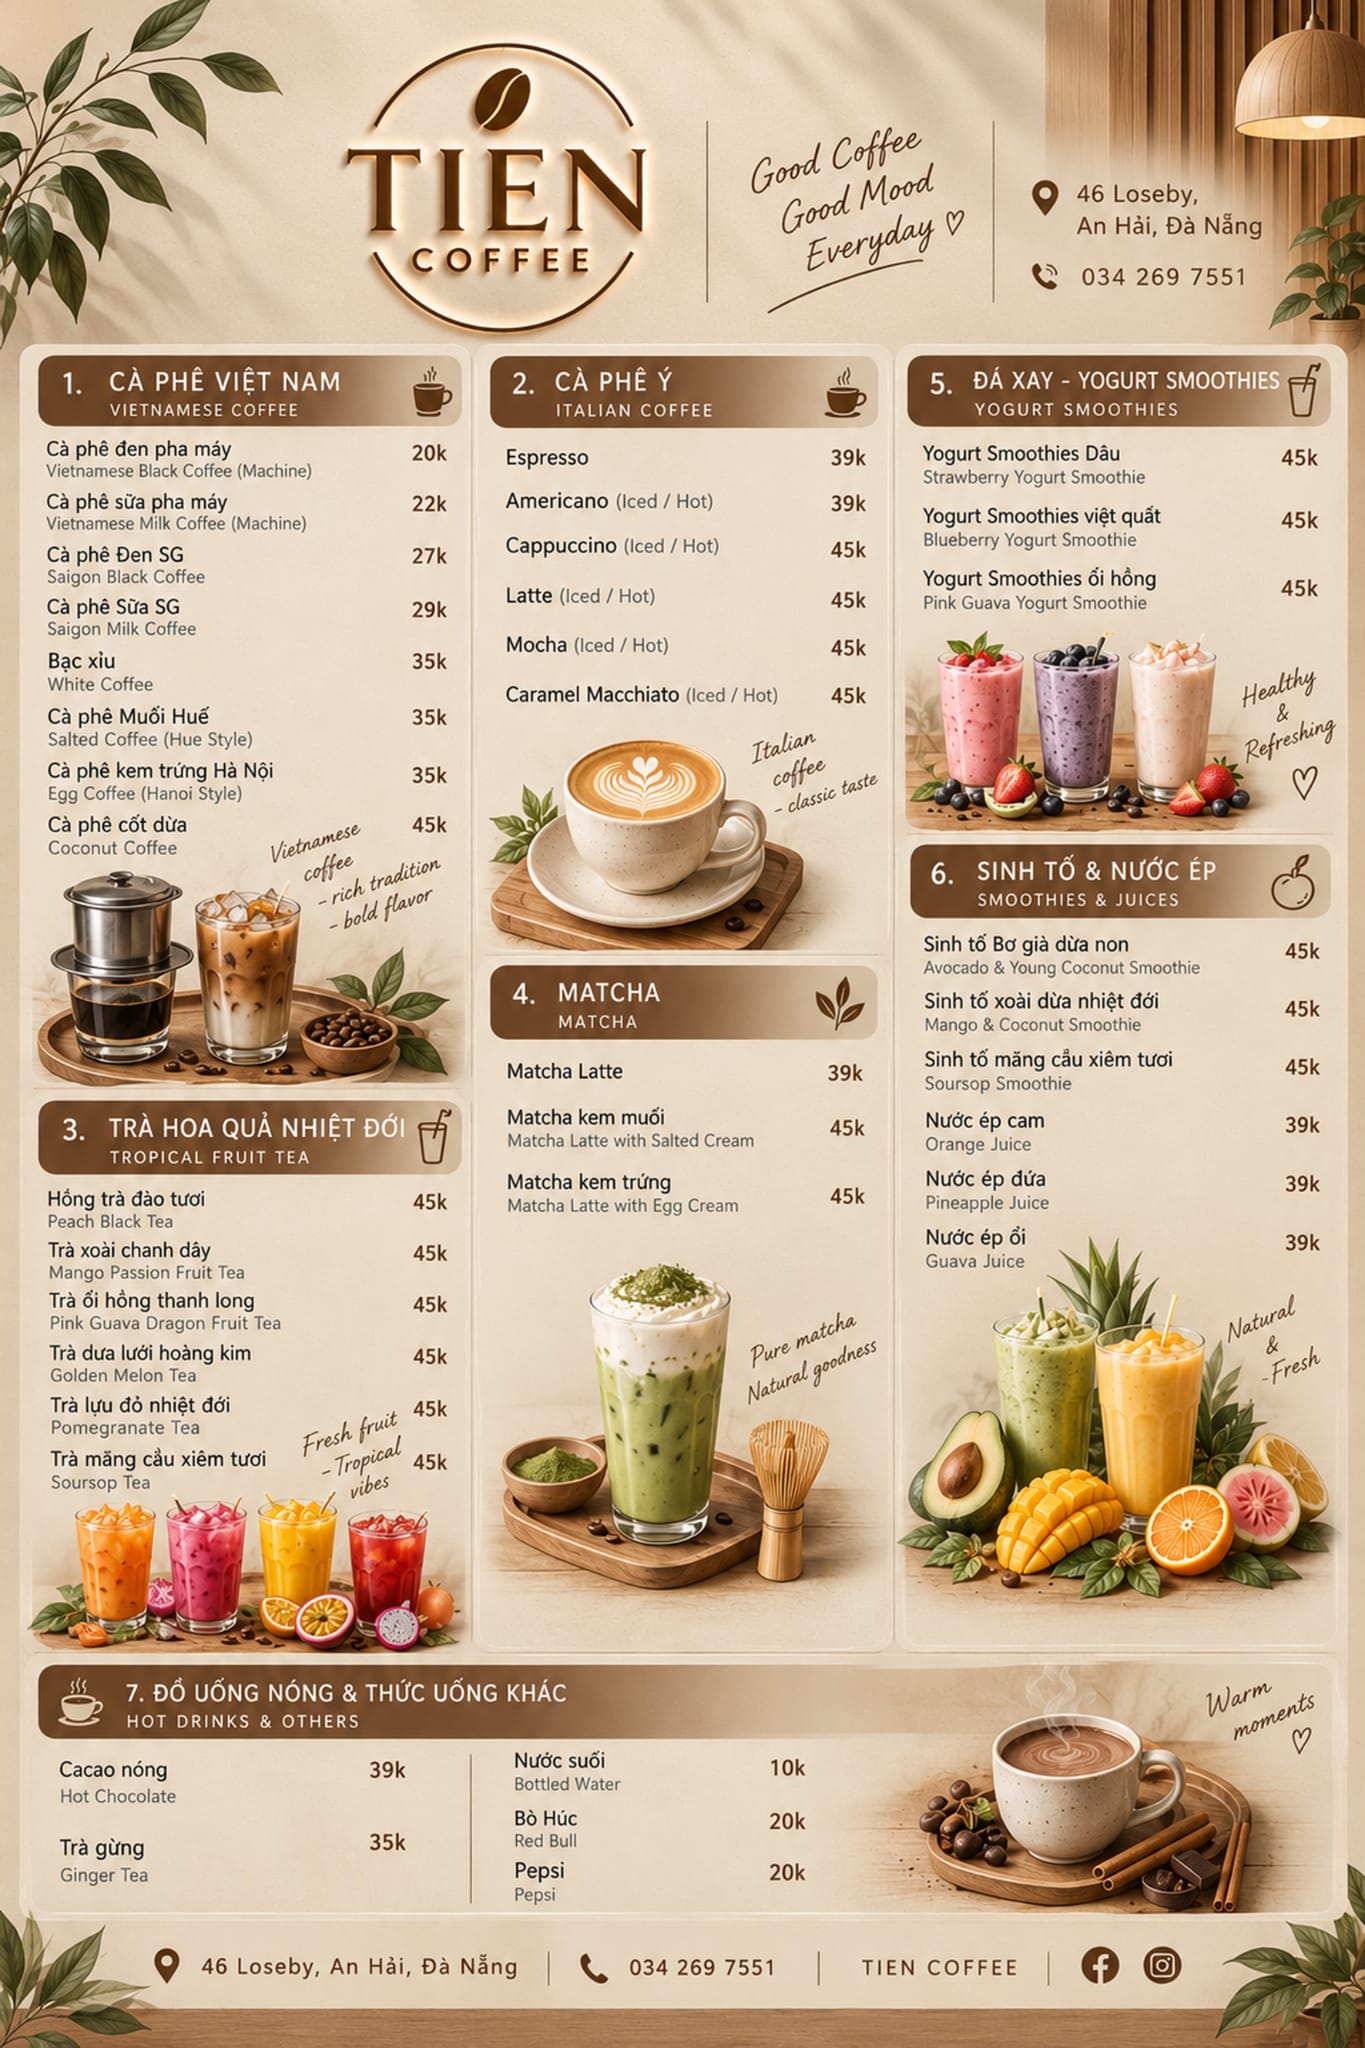 TIEN
COFFEE
Good Coffee
Good Mood
Everyday ♡
46 Loseby,
An Hải, Đà Nẵng
034 269 7551
1. CÀ PHÊ VIỆT NAM
VIETNAMESE COFFEE
Cà phê đen pha máy 20k
Vietnamese Black Coffee (Machine)
Cà phê sữa pha máy 22k
Vietnamese Milk Coffee (Machine)
Cà phê Đen SG 27k
Saigon Black Coffee
Cà phê Sữa SG 29k
Saigon Milk Coffee
Bạc xỉu 35k
White Coffee
Cà phê Muối Huế 35k
Salted Coffee (Hue Style)
Cà phê kem trứng Hà Nội 35k
Egg Coffee (Hanoi Style)
Cà phê cốt dừa 45k
Coconut Coffee
Vietnamese
coffee
- rich tradition
- bold flavor
2. CÀ PHÊ Ý
ITALIAN COFFEE
Espresso 39k
Americano (Iced / Hot) 39k
Cappuccino (Iced / Hot) 45k
Latte (Iced / Hot) 45k
Mocha (Iced / Hot) 45k
Caramel Macchiato (Iced / Hot) 45k
Italian
coffee
- classic taste
3. TRÀ HOA QUẢ NHIỆT ĐỚI
TROPICAL FRUIT TEA
Hồng trà đào tươi 45k
Peach Black Tea
Trà xoài chanh dây 45k
Mango Passion Fruit Tea
Trà ổi hồng thanh long 45k
Pink Guava Dragon Fruit Tea
Trà dưa lưới hoàng kim 45k
Golden Melon Tea
Trà lựu đỏ nhiệt đới 45k
Pomegranate Tea
Trà mãng cầu xiêm tươi 45k
Soursop Tea
Fresh fruit
- Tropical
vibes
4. MATCHA
MATCHA
Matcha Latte 39k
Matcha kem muối 45k
Matcha Latte with Salted Cream
Matcha kem trứng 45k
Matcha Latte with Egg Cream
Pure matcha
Natural goodness
5. ĐÁ XAY - YOGURT SMOOTHIES
YOGURT SMOOTHIES
Yogurt Smoothies Dâu 45k
Strawberry Yogurt Smoothie
Yogurt Smoothies việt quất 45k
Blueberry Yogurt Smoothie
Yogurt Smoothies ổi hồng 45k
Pink Guava Yogurt Smoothie
Healthy
&
Refreshing
♡
6. SINH TỐ & NƯỚC ÉP
SMOOTHIES & JUICES
Sinh tố Bơ già dừa non 45k
Avocado & Young Coconut Smoothie
Sinh tố xoài dừa nhiệt đới 45k
Mango & Coconut Smoothie
Sinh tố mãng cầu xiêm tươi 45k
Soursop Smoothie
Nước ép cam 39k
Orange Juice
Nước ép dứa 39k
Pineapple Juice
Nước ép ổi 39k
Guava Juice
Natural
&
-Fresh
7. ĐỒ UỐNG NÓNG & THỨC UỐNG KHÁC
HOT DRINKS & OTHERS
Cacao nóng 39k
Hot Chocolate
Trà gừng 35k
Ginger Tea
Nước suối 10k
Bottled Water
Bò Húc 20k
Red Bull
Pepsi 20k
Pepsi
Warm
moments
♡
46 Loseby, An Hải, Đà Nẵng | 034 269 7551 | TIEN COFFEE |